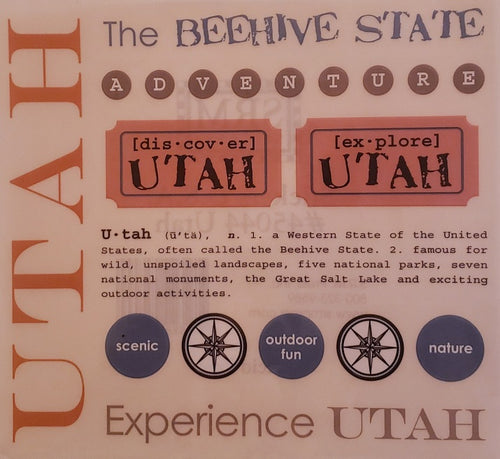 UTAH
The BEEHIVE STATE
ADVENTURE
[dis·cov·er]
UTAH
[ex·plore]
UTAH
U·tah (ū'tä), n. 1. a Western State of the United
States, often called the Beehive State. 2. famous for
wild, unspoiled landscapes, five national parks, seven
national monuments, the Great Salt Lake and exciting
outdoor activities.
scenic
outdoor
fun
nature
Experience UTAH